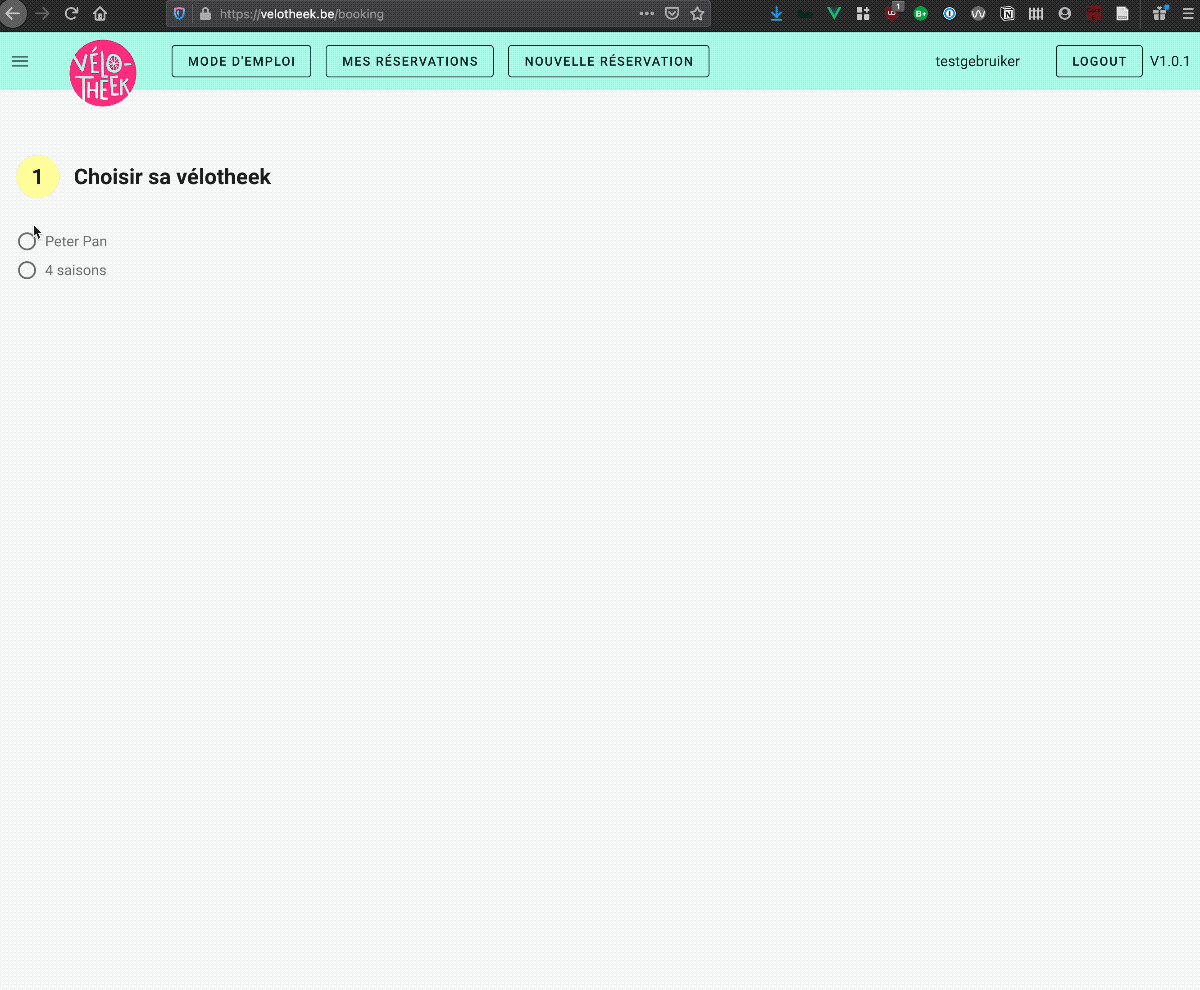 https://velotheek.be/booking
1
B+
VÉLO-
THEEK
MODE D'EMPLOI
MES RÉSERVATIONS
NOUVELLE RÉSERVATION
testgebruiker
LOGOUT
V1.0.1
1 Choisir sa vélotheek
Peter Pan
4 saisons